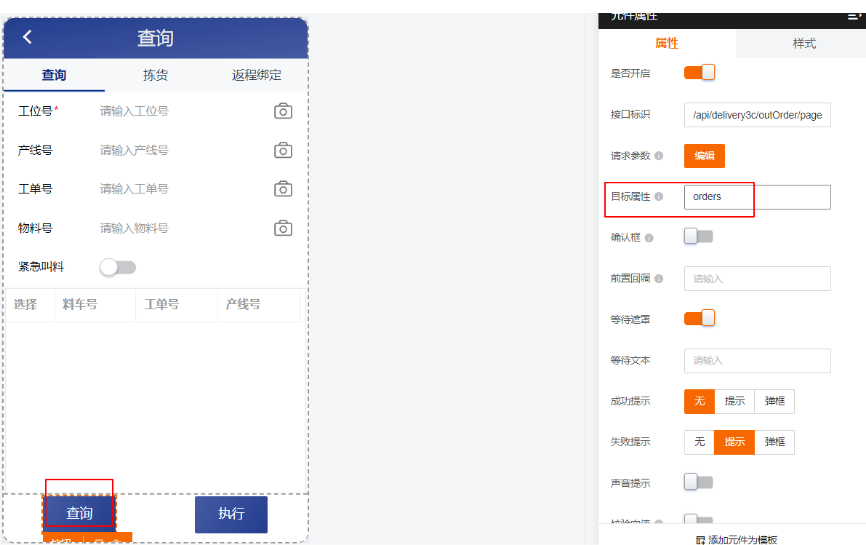 查询
查询 拣货 返程绑定
工位号* 请输入工位号
产线号 请输入产线号
工单号 请输入工单号
物料号 请输入物料号
紧急叫料
选择 料车号 工单号 产线号
查询 执行
元件属性
属性 样式
是否开启
接口标识 /api/delivery3c/outOrder/page
请求参数 编辑
目标属性 orders
确认框
前置回调 请输入
等待遮罩
等待文本 请输入
成功提示 无 提示 弹框
失败提示 无 提示 弹框
声音提示
添加元件为模板